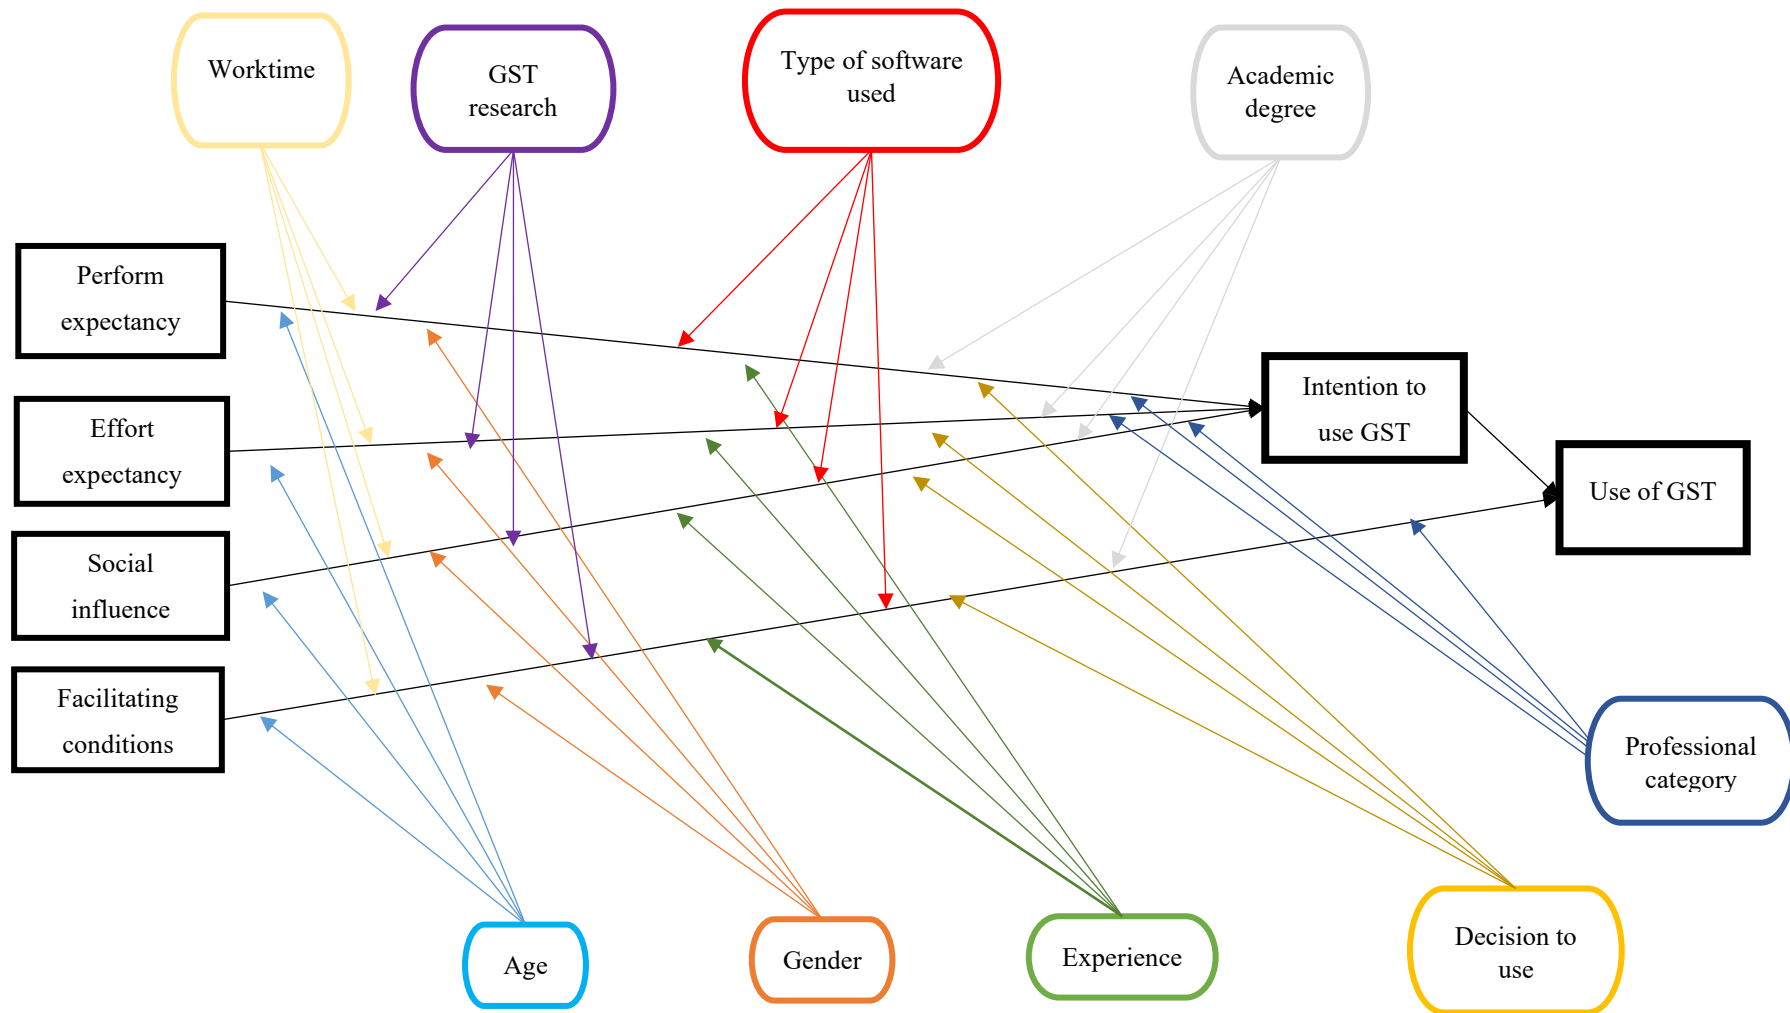 Worktime
GST
research
Type of software
used
Academic
degree
Perform
expectancy
Effort
expectancy
Social
influence
Facilitating
conditions
Intention to
use GST
Use of GST
Professional
category
Age
Gender
Experience
Decision to
use